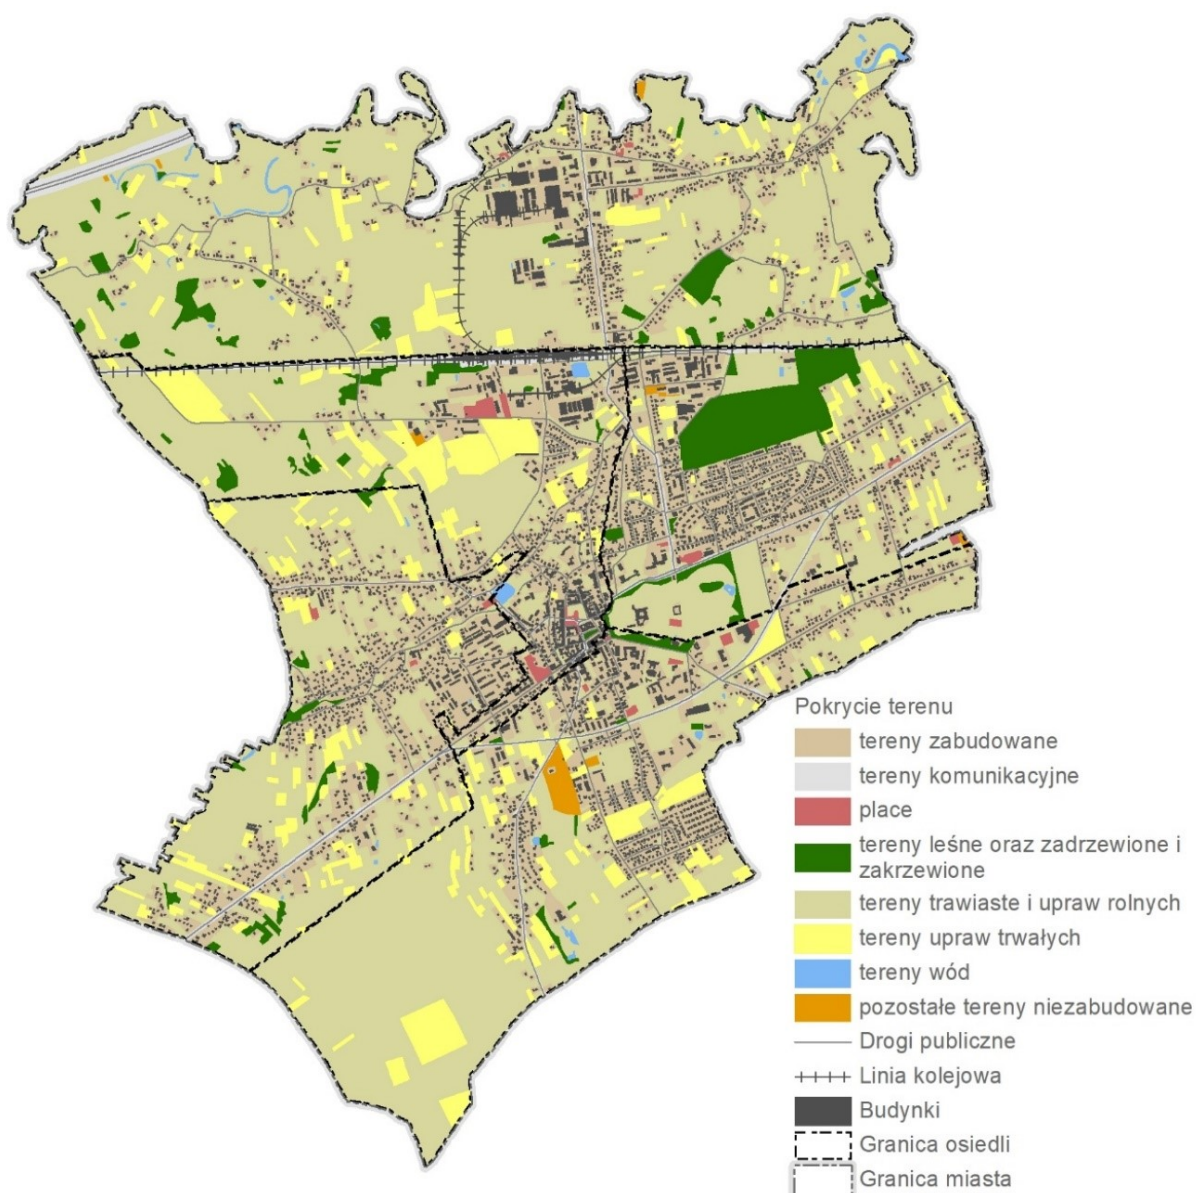 Pokrycie terenu
tereny zabudowane
tereny komunikacyjne
place
tereny leśne oraz zadrzewione i
zakrzewione
tereny trawiaste i upraw rolnych
tereny upraw trwałych
tereny wód
pozostałe tereny niezabudowane
Drogi publiczne
Linia kolejowa
Budynki
Granica osiedli
Granica miasta